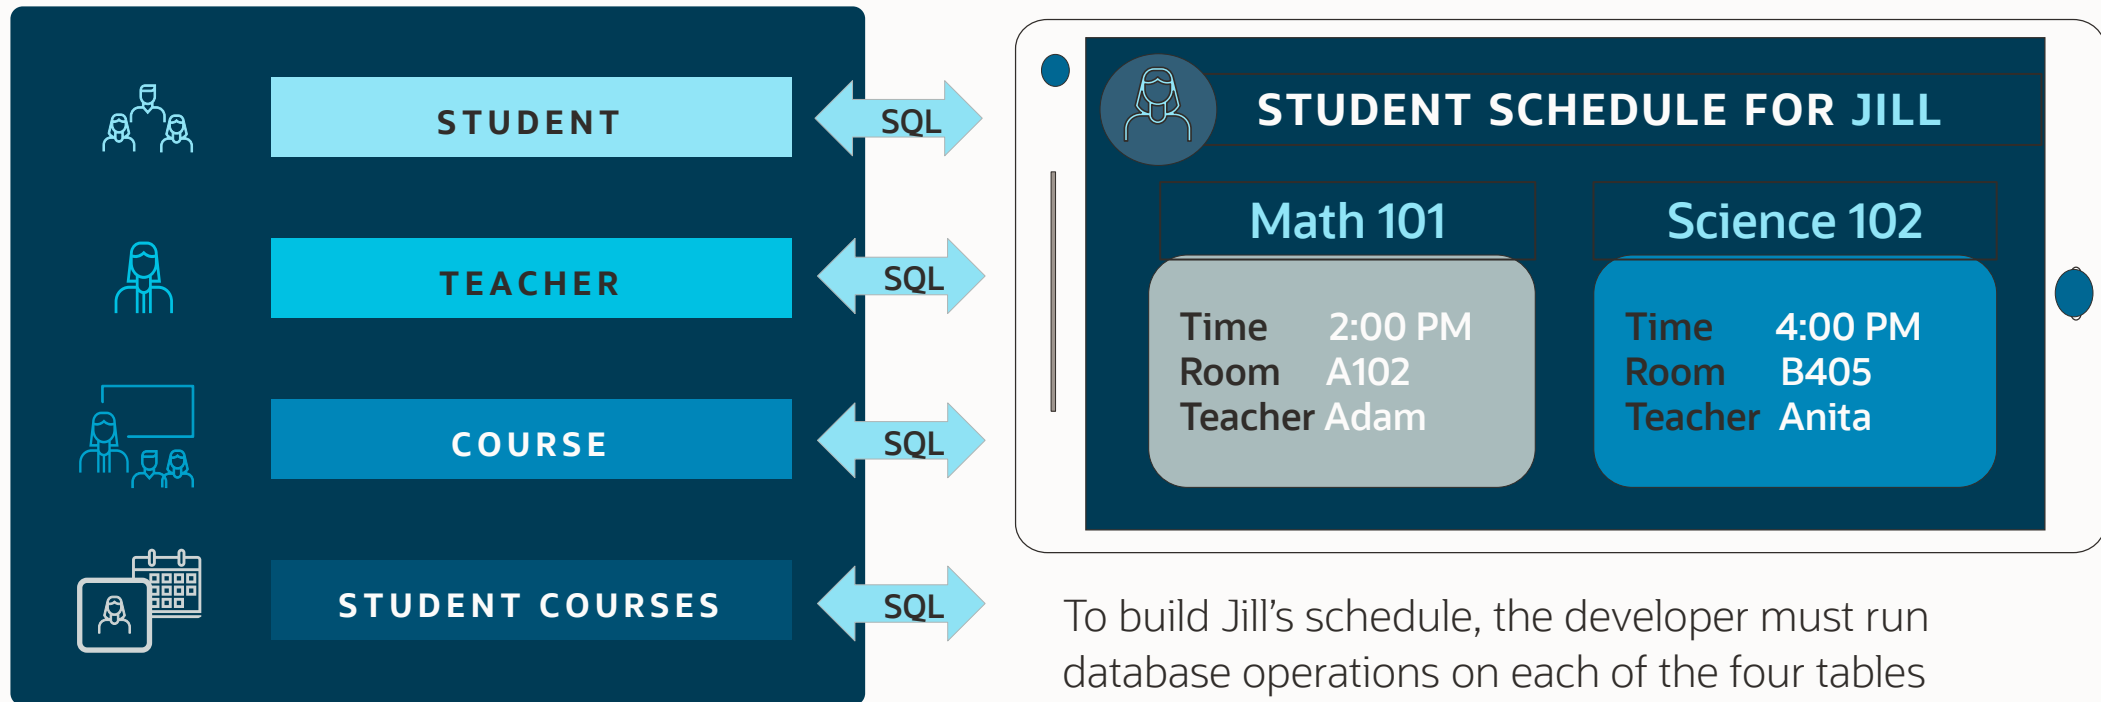 STUDENT
SQL
TEACHER
SQL
COURSE
SQL
STUDENT COURSES
SQL
STUDENT SCHEDULE FOR JILL
Math 101
Time 2:00 PM
Room A102
Teacher Adam
Science 102
Time 4:00 PM
Room B405
Teacher Anita
To build Jill’s schedule, the developer must run
database operations on each of the four tables